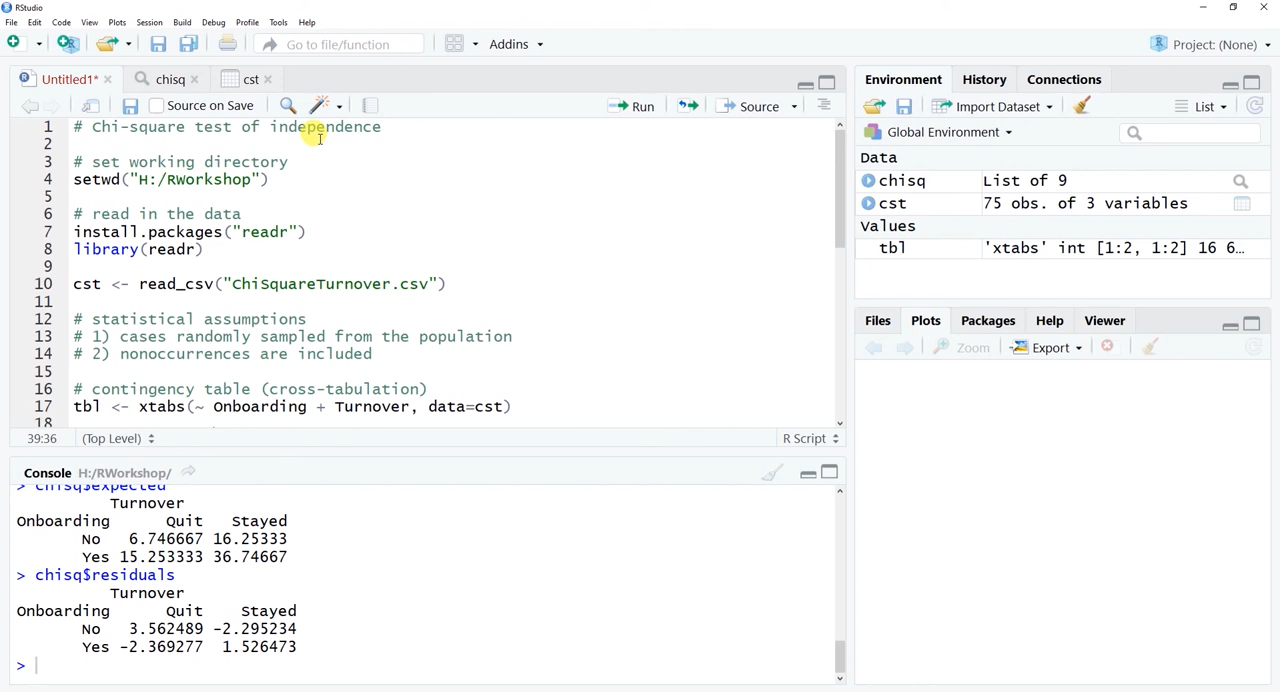 RStudio
File Edit Code View Plots Session Build Debug Profile Tools Help
Go to file/function Addins Project: (None)
Untitled1* chisq cst
Source on Save Run Source
1 # Chi-square test of independence
2
3 # set working directory
4 setwd("H:/RWorkshop")
5
6 # read in the data
7 install.packages("readr")
8 library(readr)
9
10 cst <- read_csv("ChiSquareTurnover.csv")
11
12 # statistical assumptions
13 # 1) cases randomly sampled from the population
14 # 2) nonoccurrences are included
15
16 # contingency table (cross-tabulation)
17 tbl <- xtabs(~ Onboarding + Turnover, data=cst)
18
39:36 (Top Level) R Script
Console H:/RWorkshop/
> chisq$expected
Turnover
Onboarding Quit Stayed
No 6.746667 16.25333
Yes 15.253333 36.74667
> chisq$residuals
Turnover
Onboarding Quit Stayed
No 3.562489 -2.295234
Yes -2.369277 1.526473
>
Environment History Connections
Import Dataset List
Global Environment
Data
chisq List of 9
cst 75 obs. of 3 variables
Values
tbl 'xtabs' int [1:2, 1:2] 16 6…
Files Plots Packages Help Viewer
Zoom Export